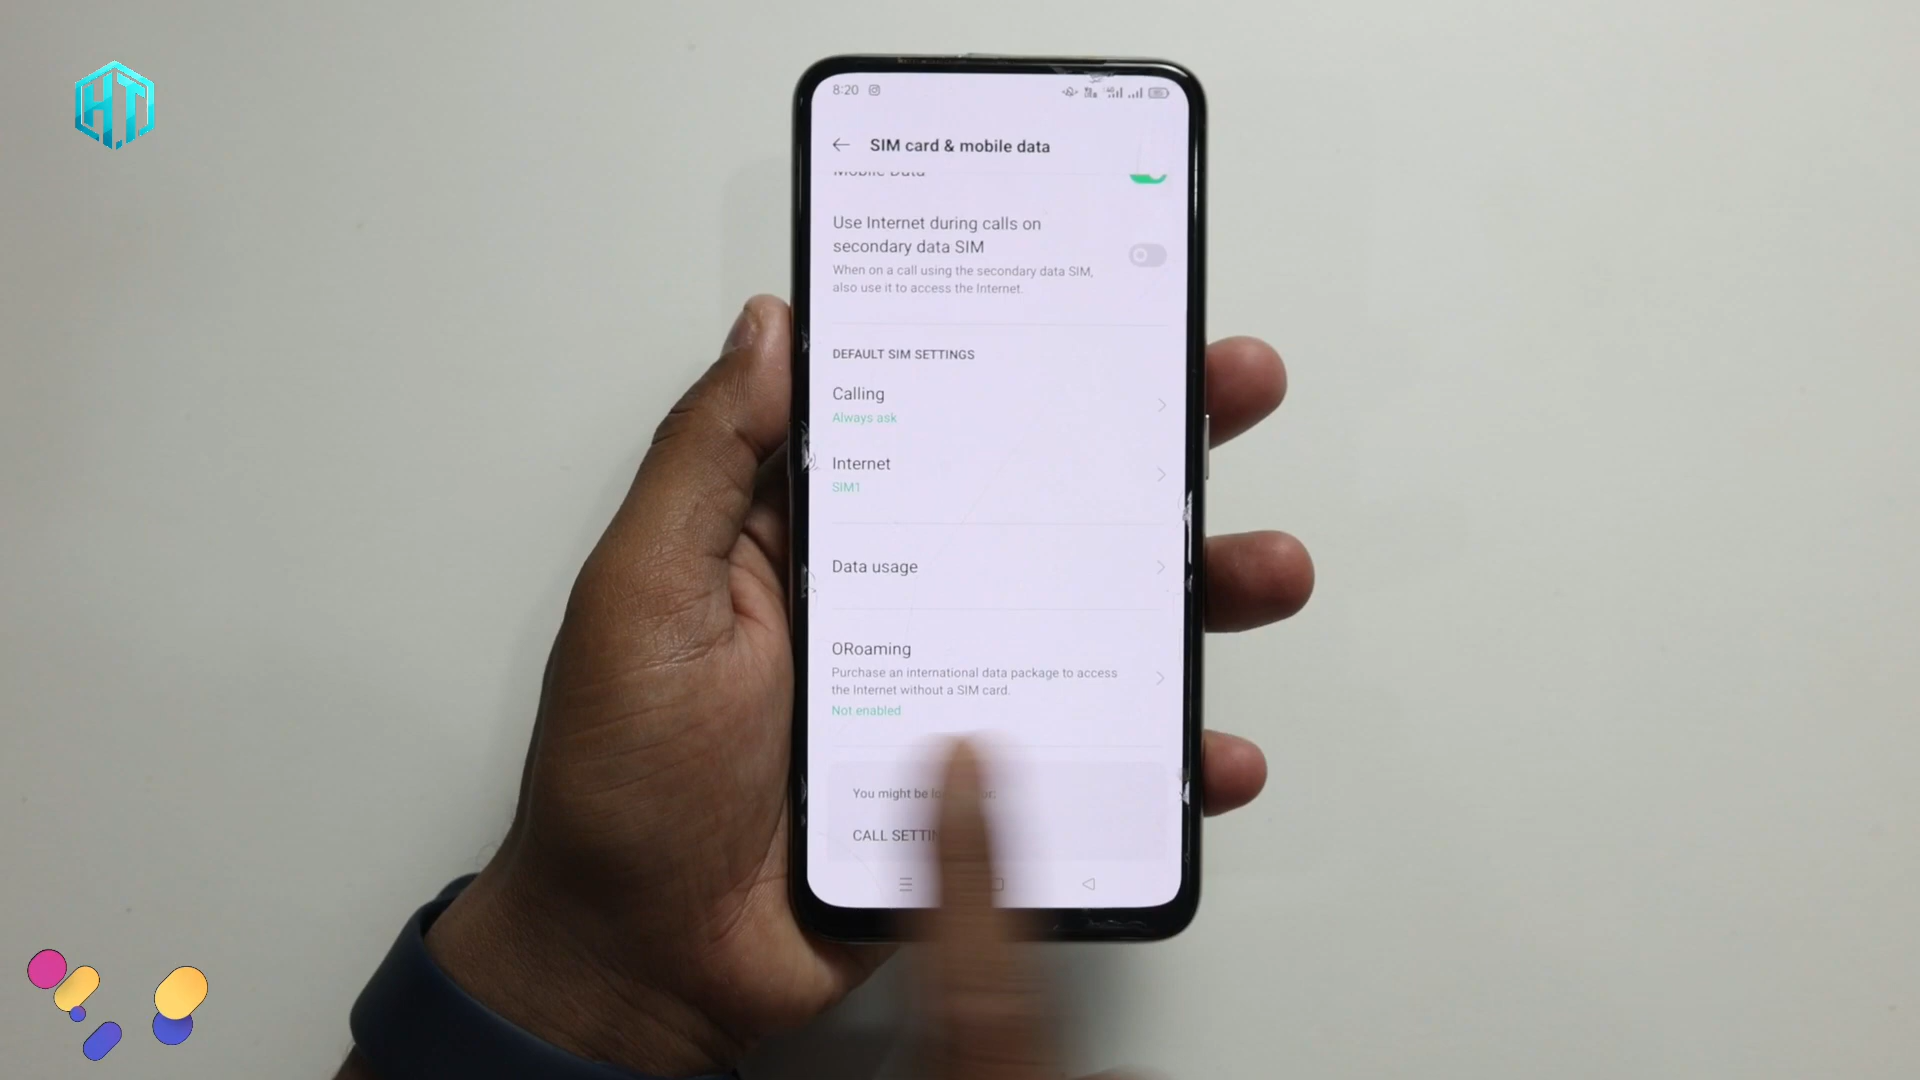 HT
8:20
SIM card & mobile data
Mobile Data
Use Internet during calls on
secondary data SIM
When on a call using the secondary data SIM,
also use it to access the Internet.
DEFAULT SIM SETTINGS
Calling
Always ask
Internet
SIM1
Data usage
ORoaming
Purchase an international data package to access
the Internet without a SIM card.
Not enabled
You might be
CALL